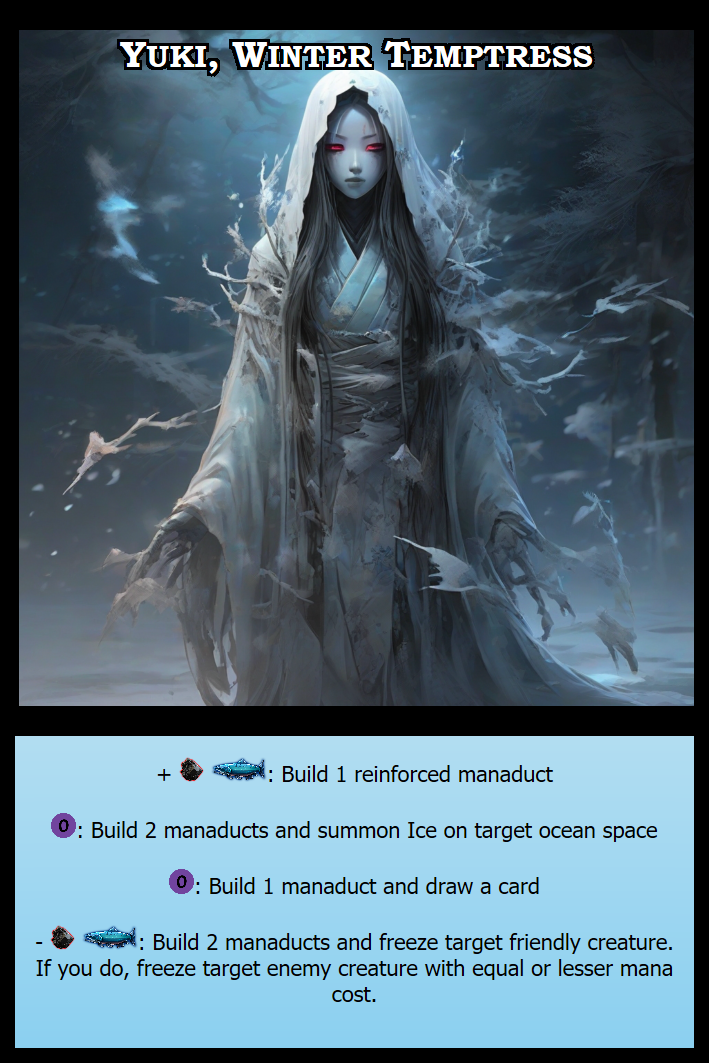 Yuki, Winter Temptress
+ : Build 1 reinforced manaduct
0: Build 2 manaducts and summon Ice on target ocean space
0: Build 1 manaduct and draw a card
- : Build 2 manaducts and freeze target friendly creature.
If you do, freeze target enemy creature with equal or lesser mana
cost.